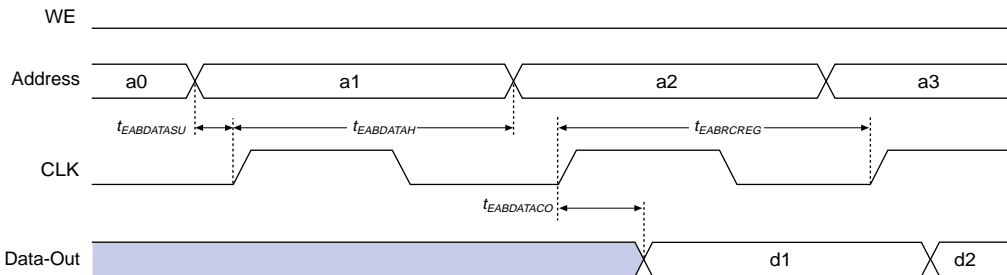 WE
Address a0 a1 a2 a3
tEABDATASU tEABDATAH tEABRCREG
CLK
tEABDATACO
Data-Out d1 d2